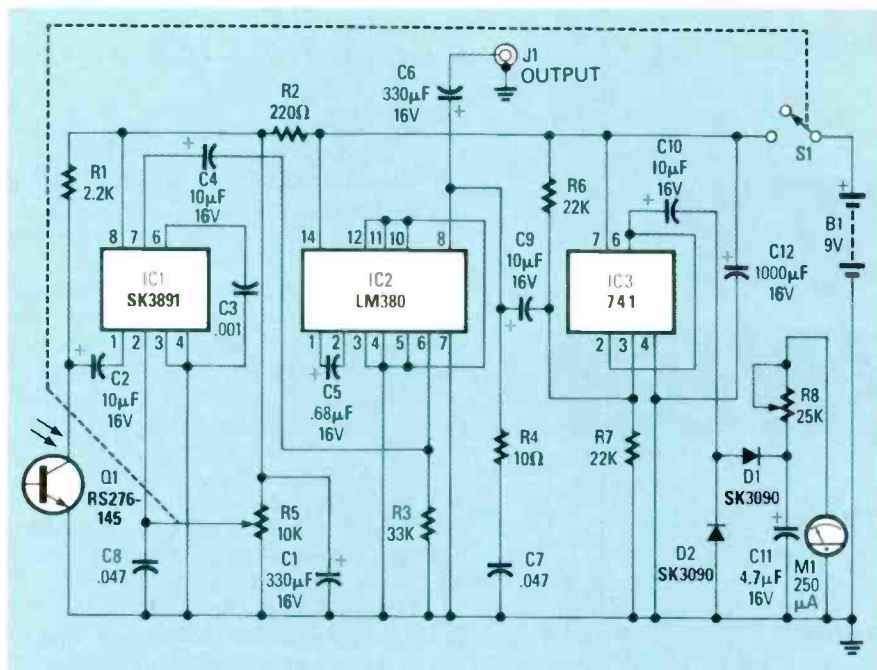 J1
OUTPUT
C6
330µF
16V
R2
220Ω
S1
R1
2.2K
C4
10µF
16V
C10
10µF
16V
R6
22K
B1
9V
8 7 6
14
12 11 10
8
7 6
C9
10µF
16V
C12
1000µF
16V
IC1
SK3891
C3
.001
IC2
LM380
IC3
741
1 2 3 4
1 2 3 4 5 6 7
2 3 4
C2
10µF
16V
C5
.68µF
16V
R8
25K
R4
10Ω
R7
22K
D1
SK3090
Q1
RS276-
145
R5
10K
R3
33K
C8
.047
C1
330µF
16V
C7
.047
D2
SK3090
C11
4.7µF
16V
M1
250
µA